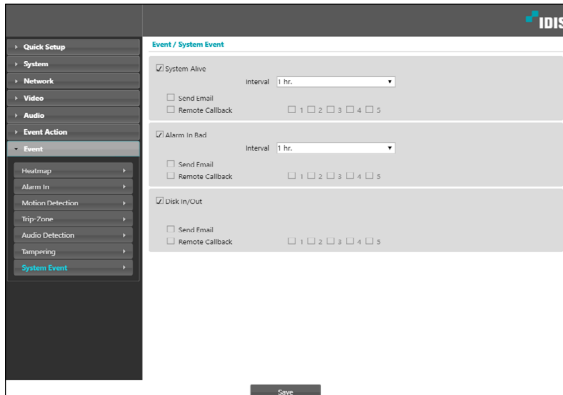 IDIS
Quick Setup
System
Network
Video
Audio
Event Action
Event
Heatmap
Alarm In
Motion Detection
Trip-Zone
Audio Detection
Tampering
System Event
Event / System Event
System Alive
Interval 1 hr.
Send Email
Remote Callback 1 2 3 4 5
Alarm In Bad
Interval 1 hr.
Send Email
Remote Callback 1 2 3 4 5
Disk In/Out
Send Email
Remote Callback 1 2 3 4 5
Save